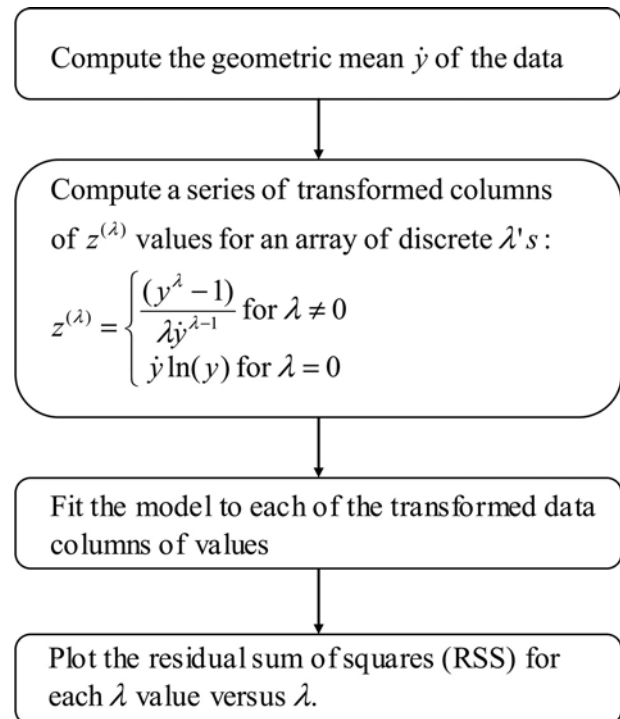 Compute the geometric mean ẏ of the data
Compute a series of transformed columns
of z^(λ) values for an array of discrete λ's :
z^(λ) = { (y^λ − 1) / λẏ^(λ−1) for λ ≠ 0
ẏ ln(y) for λ = 0
Fit the model to each of the transformed data
columns of values
Plot the residual sum of squares (RSS) for
each λ value versus λ.